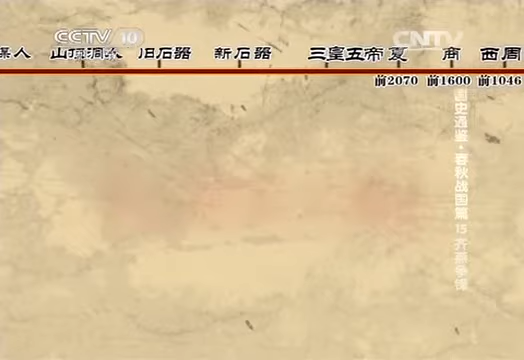 CCTV 10
CNTV
人 山顶洞人 旧石器 新石器 三皇五帝 夏 商 西周
前2070 前1600 前1046
国史通鉴·春秋战国篇 15 齐燕争锋